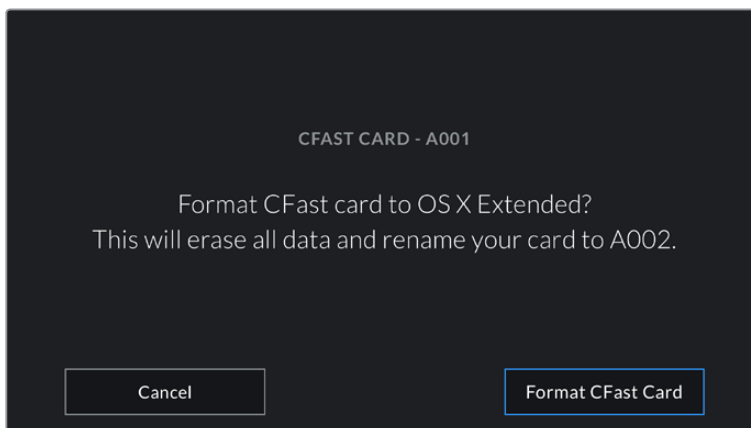 CFAST CARD - A001
Format CFast card to OS X Extended?
This will erase all data and rename your card to A002.
Cancel
Format CFast Card